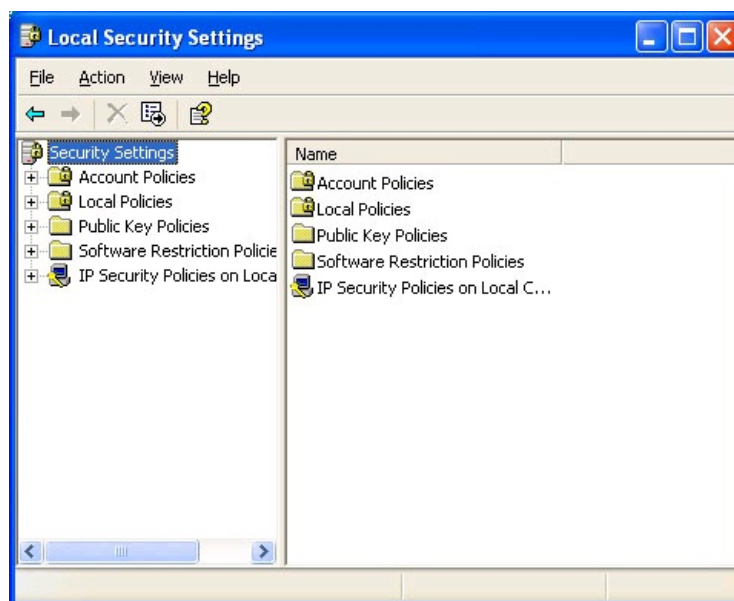 Local Security Settings
File Action View Help
Security Settings
Account Policies
Local Policies
Public Key Policies
Software Restriction Policie
IP Security Policies on Loca
Name
Account Policies
Local Policies
Public Key Policies
Software Restriction Policies
IP Security Policies on Local C...